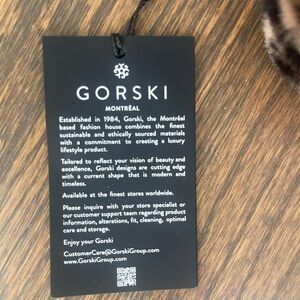 GORSKI
MONTRÉAL
Established in 1984, Gorski, the Montréal
based fashion house combines the finest
sustainable and ethically sourced materials
with a commitment to creating a luxury
lifestyle product.
Tailored to reflect your vision of beauty and
excellence, Gorski designs are cutting edge
with a current shape that is modern and
timeless.
Available at the finest stores worldwide.
Please inquire with your store specialist or
our customer support team regarding product
information, alterations, fit, cleaning, optimal
care and storage.
Enjoy your Gorski
CustomerCare@GorskiGroup.com
www.GorskiGroup.com